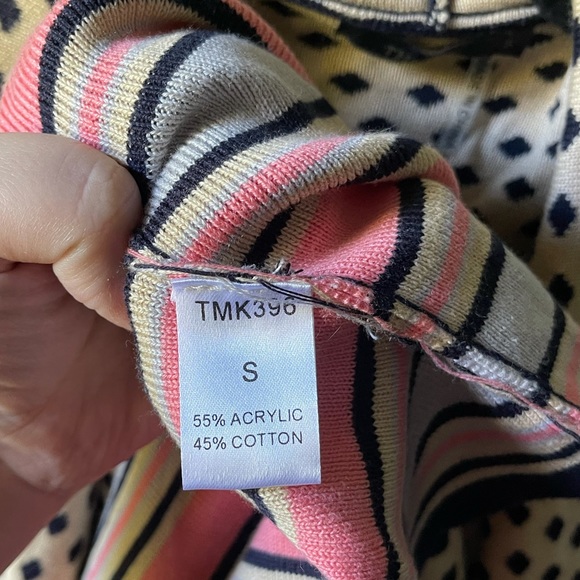 TMK396
S
55% ACRYLIC
45% COTTON